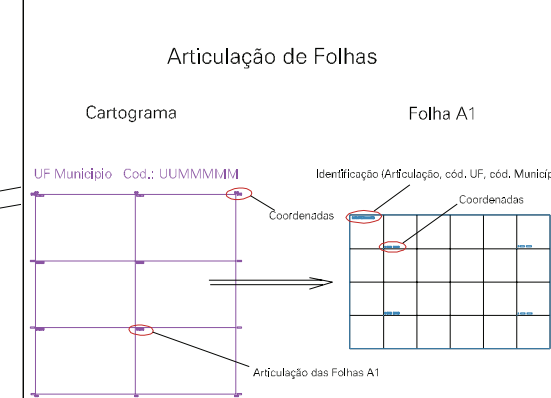 Articulação de Folhas
Cartograma
Folha A1
UF Municipio Cod.: UUMMMMM
Identificação (Articulação, cód. UF, cód. Municíp
Coordenadas
Coordenadas
Articulação das Folhas A1